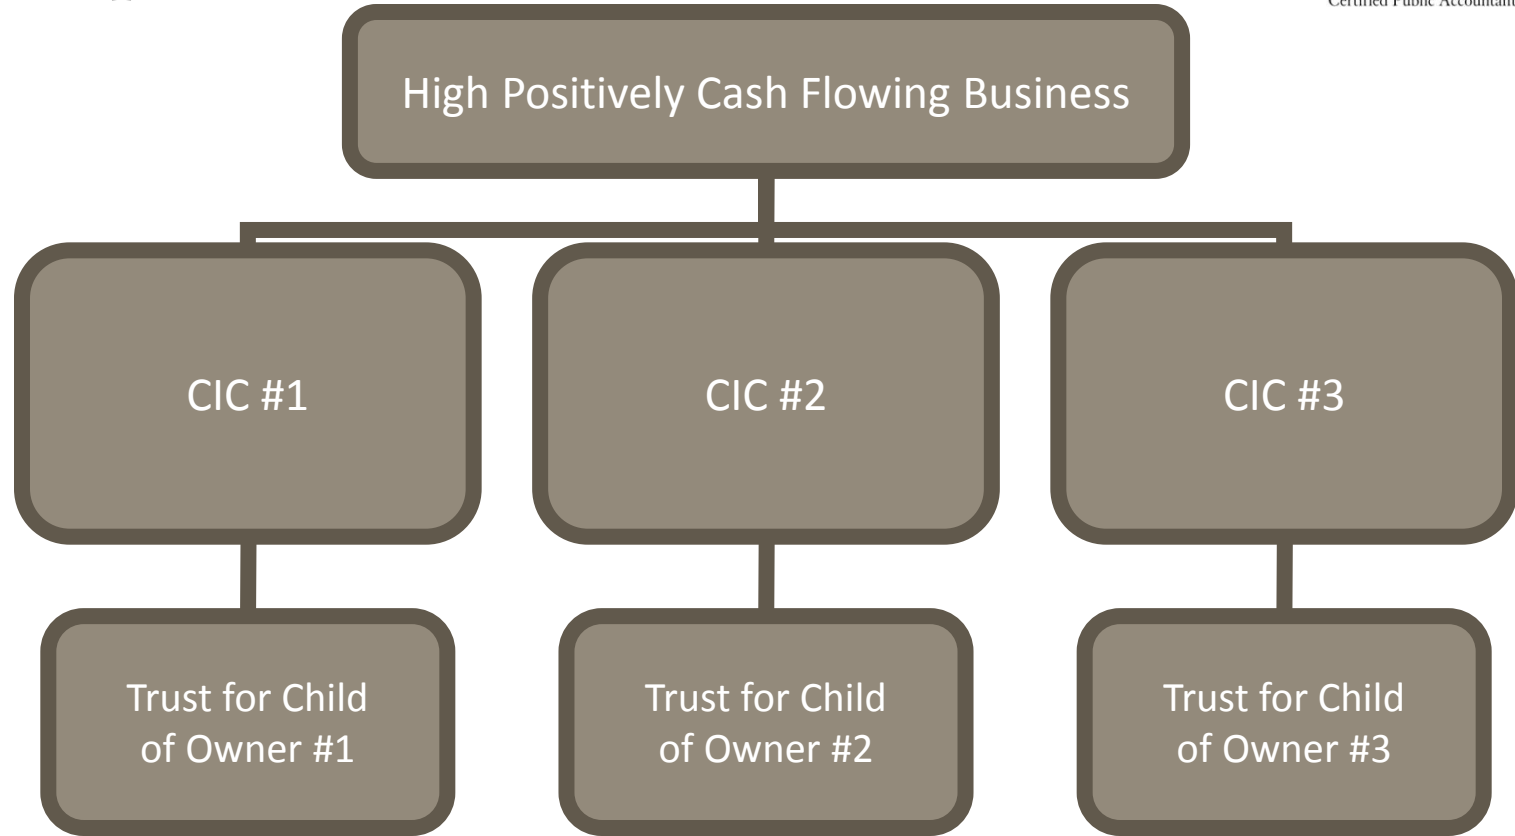 Certified Public Accountant
High Positively Cash Flowing Business
CIC #1
CIC #2
CIC #3
Trust for Child
of Owner #1
Trust for Child
of Owner #2
Trust for Child
of Owner #3